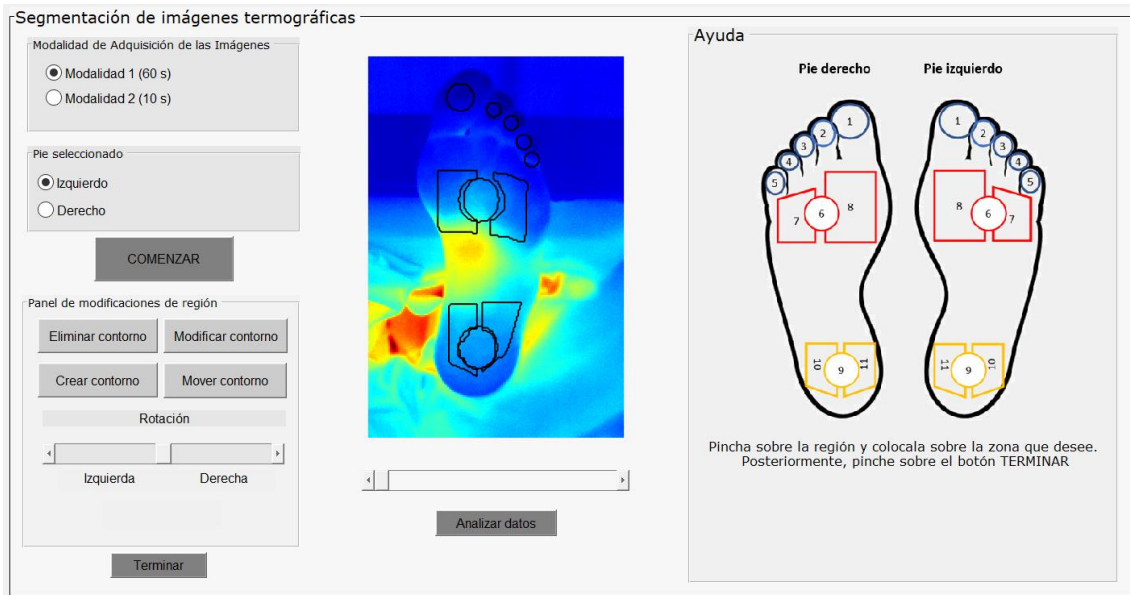 Segmentación de imágenes termográficas
Modalidad de Adquisición de las Imágenes
Modalidad 1 (60 s)
Modalidad 2 (10 s)
Pie seleccionado
Izquierdo
Derecho
COMENZAR
Panel de modificaciones de región
Eliminar contorno
Modificar contorno
Crear contorno
Mover contorno
Rotación
Izquierda
Derecha
Terminar
Analizar datos
Ayuda
Pie derecho
1
2
3
4
5
7
6
8
10
9
11
Pie izquierdo
1
2
3
4
5
8
6
7
11
9
10
Pincha sobre la región y colocala sobre la zona que desee.
Posteriormente, pinche sobre el botón TERMINAR